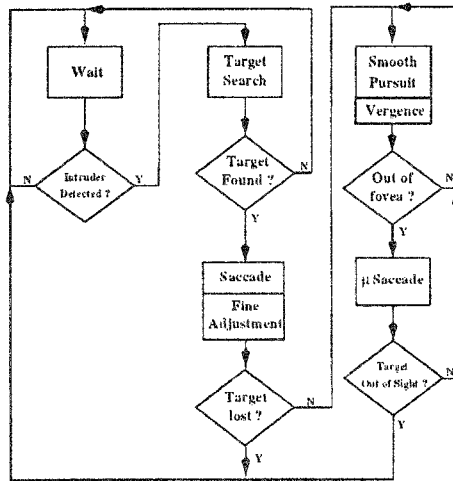 Wait
Intruder
Detected ?
N
Y
Target
Search
Target
Found ?
N
Y
Saccade
Fine
Adjustment
Target
lost ?
N
Y
Smooth
Pursuit
Vergence
Out of
fovea ?
N
Y
μ Saccade
Target
Out of Sight ?
N
Y